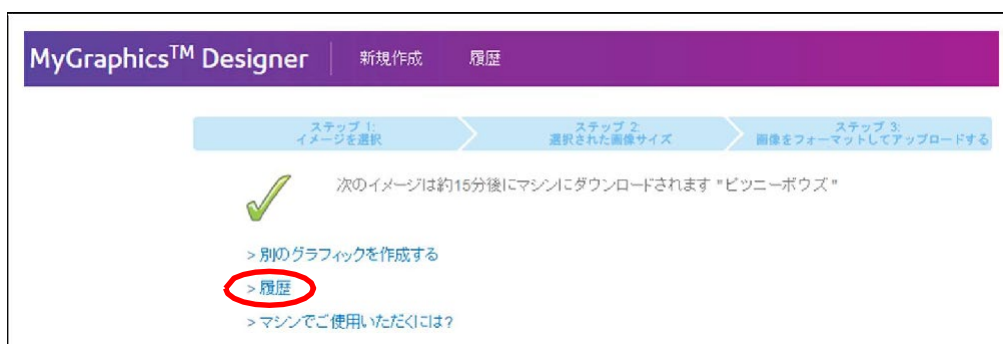 MyGraphics™ Designer 新規作成 履歴
ステップ 1:
イメージを選択
ステップ 2:
選択された画像サイズ
ステップ 3:
画像をフォーマットしてアップロードする
次のイメージは約15分後にマシンにダウンロードされます "ピツニーボウズ"
> 別のグラフィックを作成する
> 履歴
> マシンでご使用いただくには?